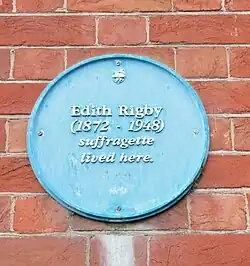 Edith Rigby
(1872 - 1948)
suffragette
lived here.